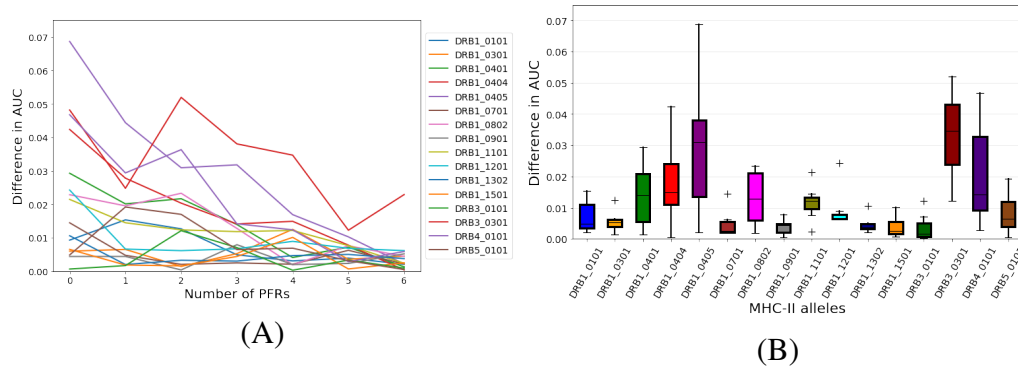 0.07
0.06
0.05
0.04
0.03
0.02
0.01
0.00
Difference in AUC
0
1
2
3
4
5
6
Number of PFRs
DRB1_0101
DRB1_0301
DRB1_0401
DRB1_0404
DRB1_0405
DRB1_0701
DRB1_0802
DRB1_0901
DRB1_1101
DRB1_1201
DRB1_1302
DRB1_1501
DRB3_0101
DRB3_0301
DRB4_0101
DRB5_0101
(A)
0.07
0.06
0.05
0.04
0.03
0.02
0.01
0.00
Difference in AUC
DRB1_0101
DRB1_0301
DRB1_0401
DRB1_0404
DRB1_0405
DRB1_0701
DRB1_0802
DRB1_0901
DRB1_1101
DRB1_1201
DRB1_1302
DRB1_1501
DRB3_0101
DRB3_0301
DRB4_0101
DRB5_0101
MHC-II alleles
(B)